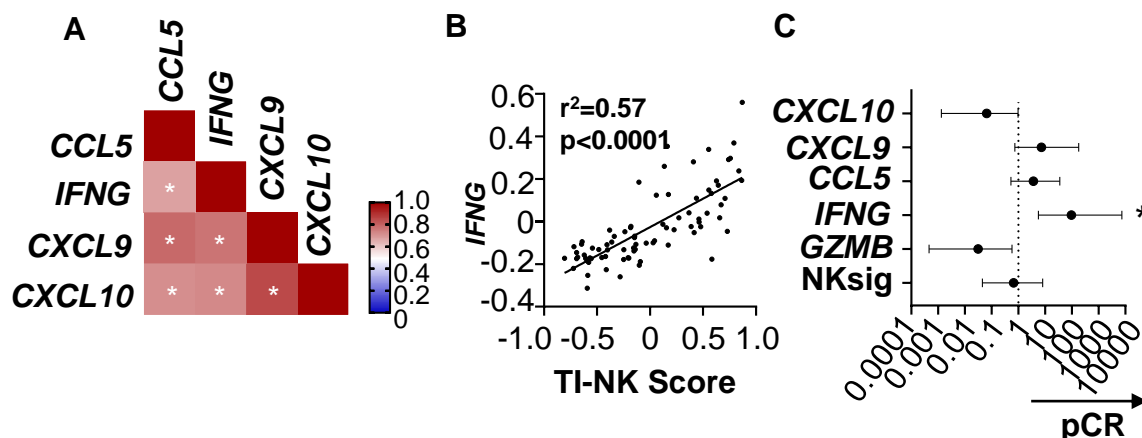 A
CCL5
IFNG
CXCL9
CXCL10
CCL5
IFNG
CXCL9
CXCL10
*
* *
* * *
1.0
0.8
0.6
0.4
0.2
0
B
r²=0.57
p<0.0001
IFNG
0.6
0.4
0.2
0
-0.2
-0.4
-1.0 -0.5 0 0.5 1.0
TI-NK Score
C
CXCL10
CXCL9
CCL5
IFNG
*
GZMB
NKsig
0.0001 0.001 0.01 0.1 1 10 100 1000 10000
pCR